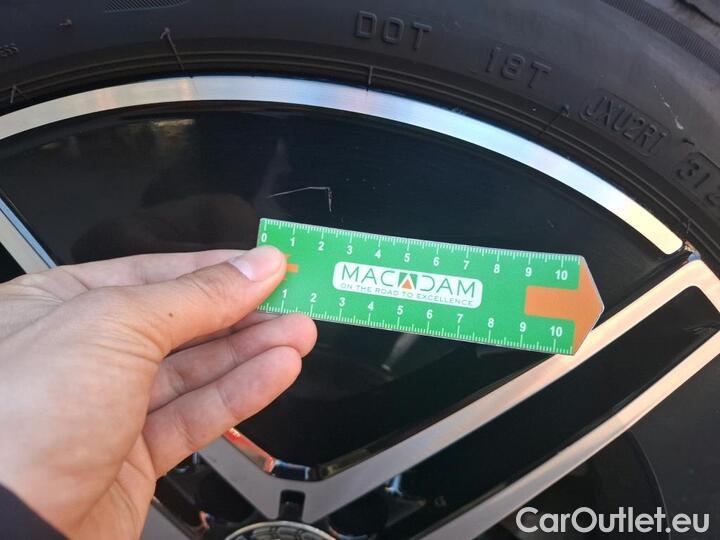 DOT 18T JXU2R1
0 1 2 3 4 5 6 7 8 9 10
MACADAM
ON THE ROAD TO EXCELLENCE
1 2 3 4 5 6 7 8 9 10
CarOutlet.eu